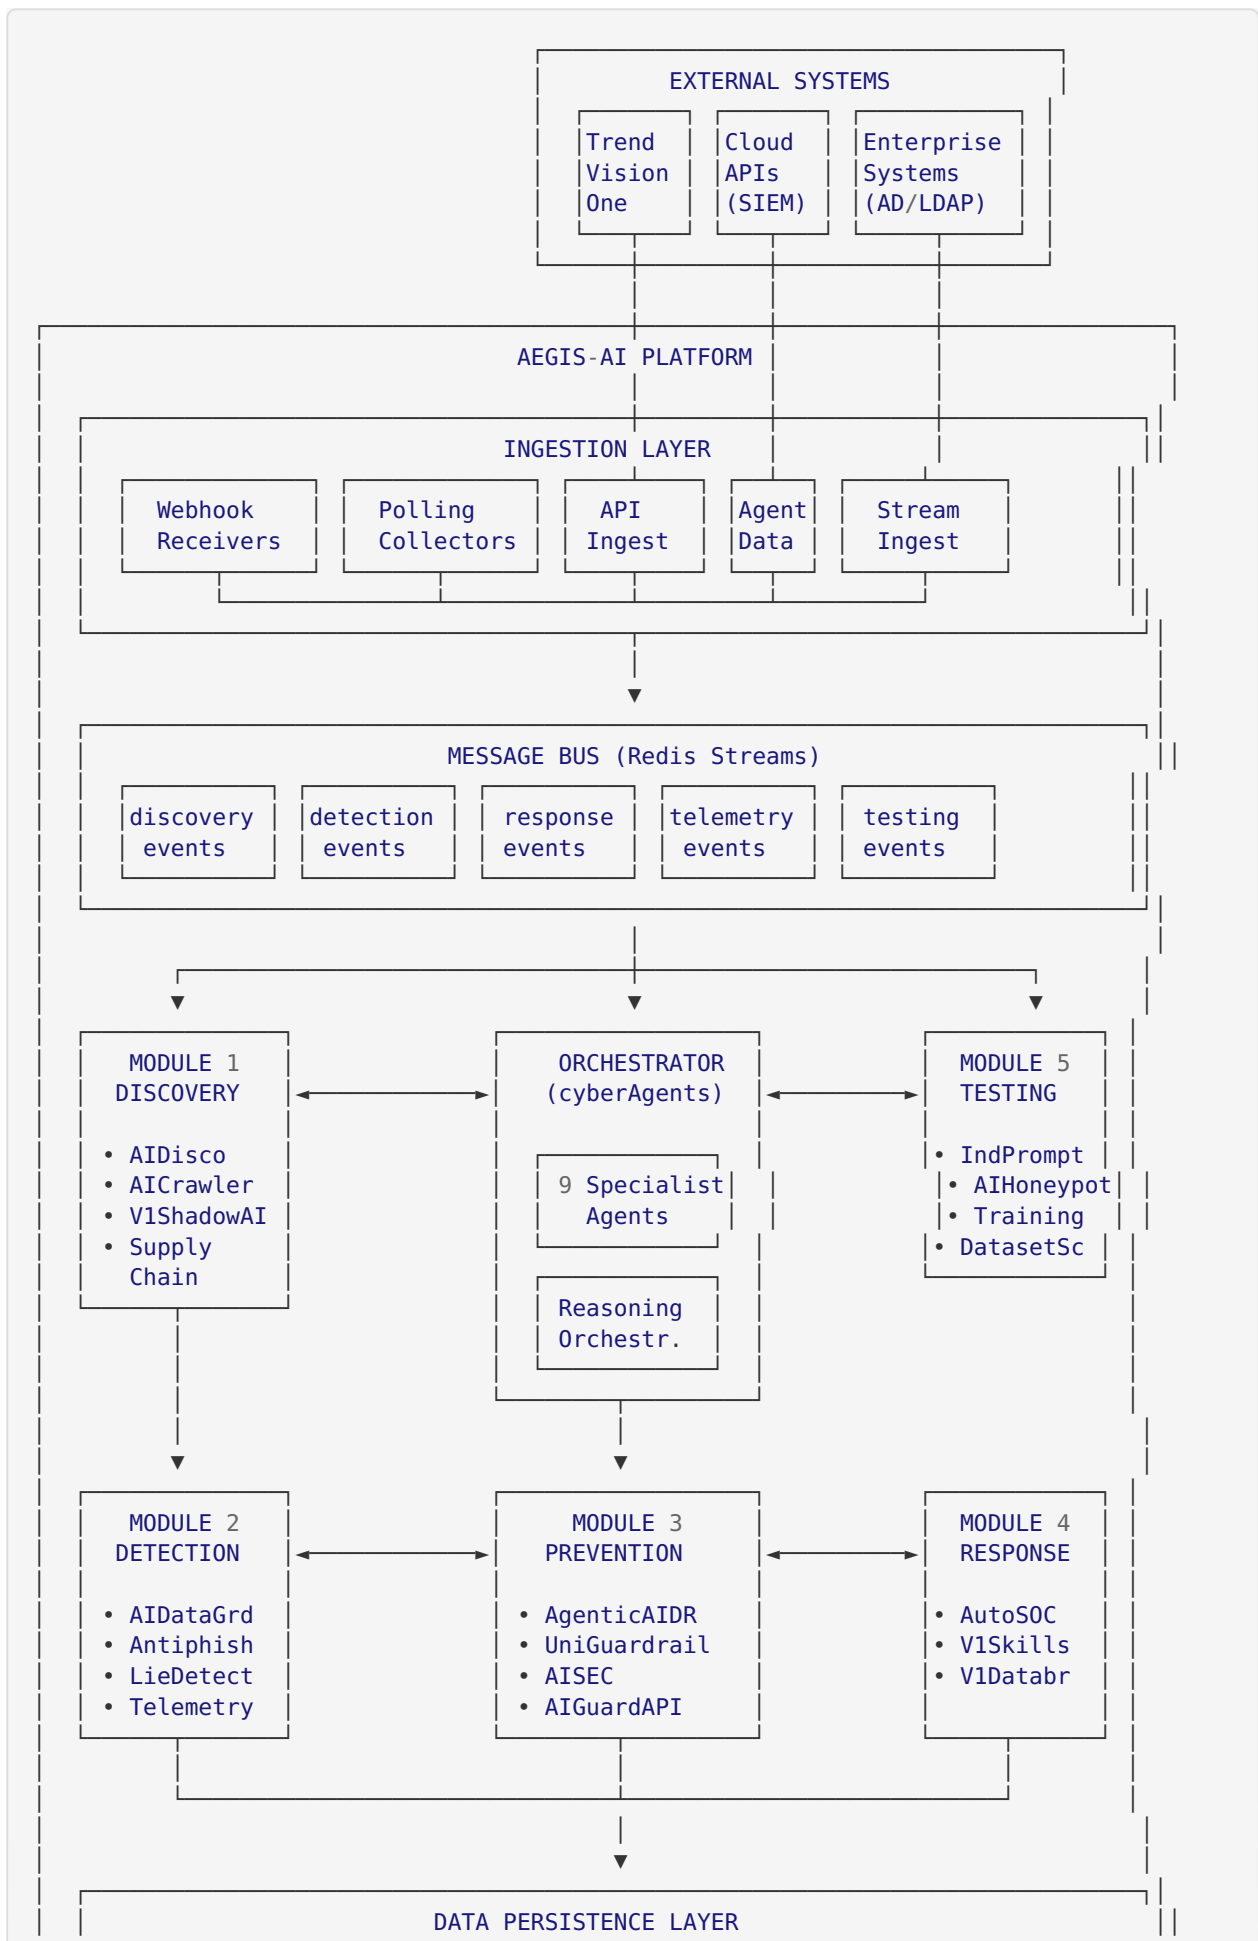 EXTERNAL SYSTEMS
Trend Cloud Enterprise
Vision APIs Systems
One (SIEM) (AD/LDAP)
AEGIS-AI PLATFORM
INGESTION LAYER
Webhook Polling API Agent Stream
Receivers Collectors Ingest Data Ingest
MESSAGE BUS (Redis Streams)
discovery detection response telemetry testing
events events events events events
MODULE 1 ORCHESTRATOR MODULE 5
DISCOVERY (cyberAgents) TESTING
• AIDisco • IndPrompt
• AICrawler 9 Specialist • AIHoneypot
• V1ShadowAI Agents • Training
• Supply • DatasetSc
Chain
Reasoning
Orchestr.
MODULE 2 MODULE 3 MODULE 4
DETECTION PREVENTION RESPONSE
• AIDataGrd • AgenticAIDR • AutoSOC
• Antiphish • UniGuardrail • V1Skills
• LieDetect • AISEC • V1Databr
• Telemetry • AIGuardAPI
DATA PERSISTENCE LAYER